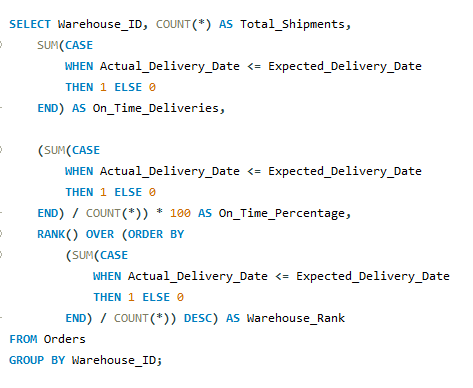 SELECT Warehouse_ID, COUNT(*) AS Total_Shipments,
    SUM(CASE
        WHEN Actual_Delivery_Date <= Expected_Delivery_Date
        THEN 1 ELSE 0
    END) AS On_Time_Deliveries,

    (SUM(CASE
        WHEN Actual_Delivery_Date <= Expected_Delivery_Date
        THEN 1 ELSE 0
    END) / COUNT(*)) * 100 AS On_Time_Percentage,
    RANK() OVER (ORDER BY
        (SUM(CASE
            WHEN Actual_Delivery_Date <= Expected_Delivery_Date
            THEN 1 ELSE 0
        END) / COUNT(*)) DESC) AS Warehouse_Rank
FROM Orders
GROUP BY Warehouse_ID;